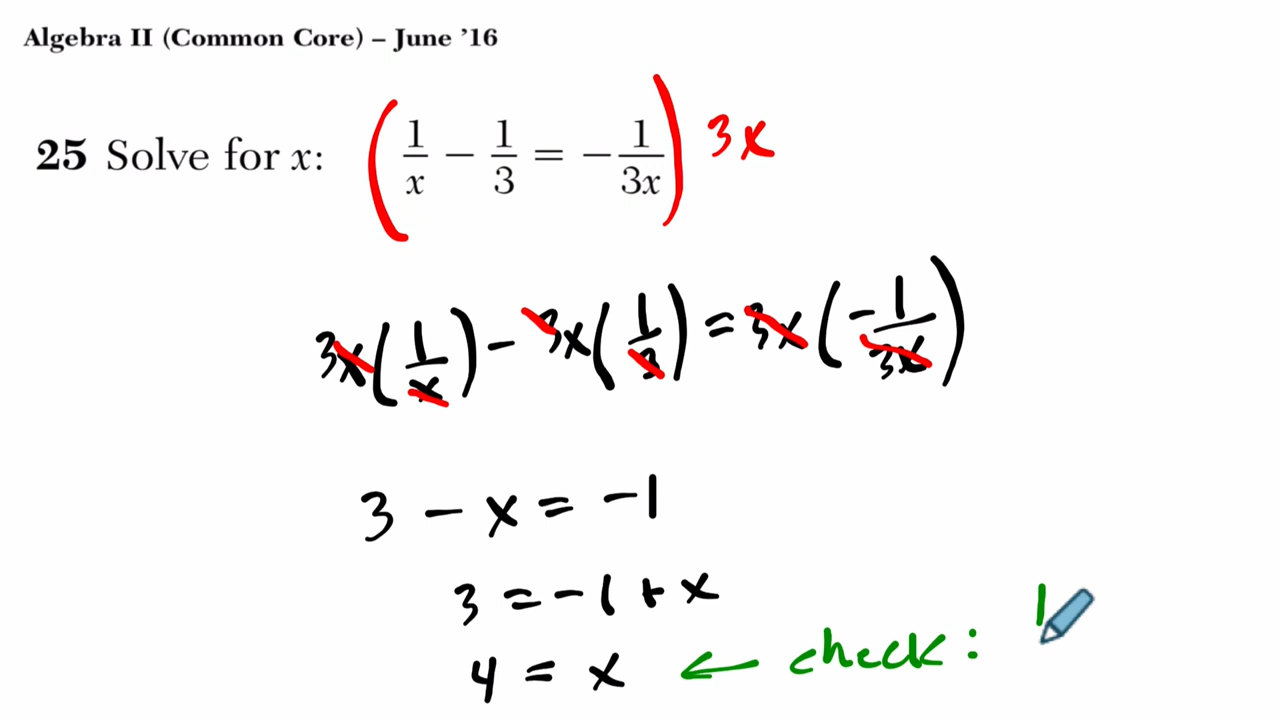 Algebra II (Common Core) – June ’16
25 Solve for x: (1/x − 1/3 = −1/3x) 3x
3x(1/x) - 3x(1/3) = 3x(-1/3x)
3 - x = -1
3 = -1 + x
4 = x ← check: 1